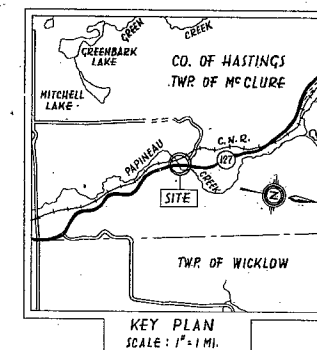 GREEN
CREEK
GREENBARK
LAKE
CO. OF HASTINGS
TWP. OF McCLURE
MITCHELL
LAKE
C.N.R.
127
PAPINEAU
CREEK
SITE
N
TWP. OF WICKLOW
KEY PLAN
SCALE : 1" = 1 MI.